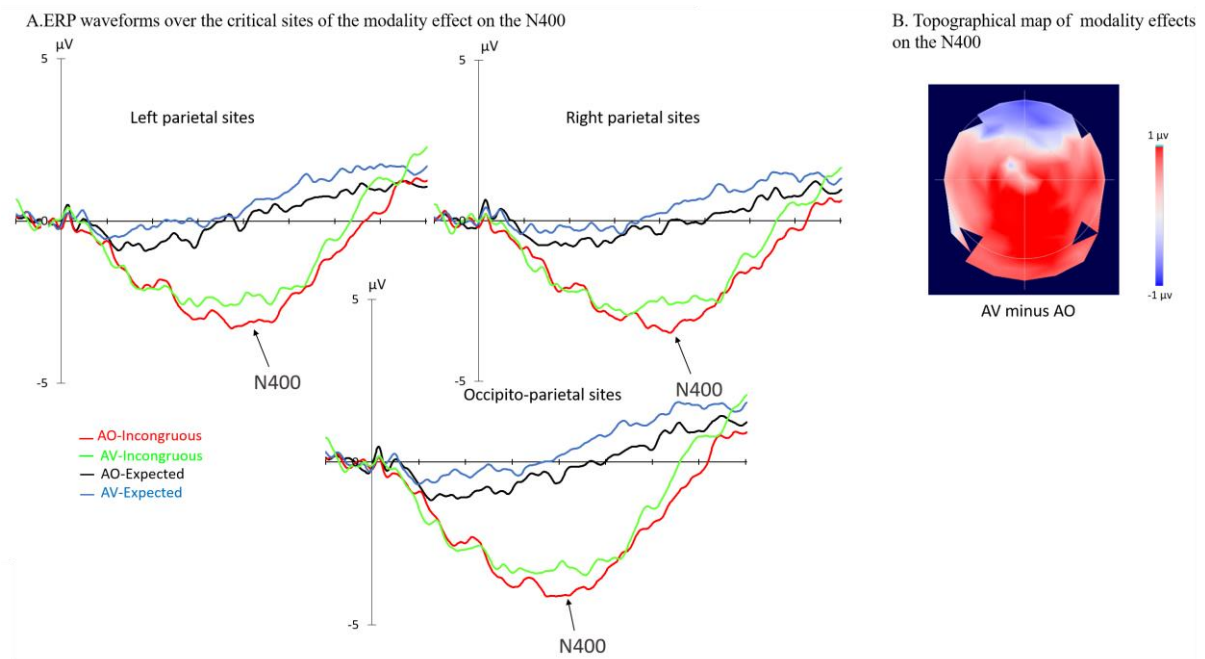 A.ERP waveforms over the critical sites of the modality effect on the N400
B. Topographical map of modality effects
on the N400
µV
5
Left parietal sites
0
-5
N400
µV
5
Right parietal sites
-5
N400
µV
5
Occipito-parietal sites
-5
N400
AO-Incongruous
AV-Incongruous
AO-Expected
AV-Expected
1 µv
-1 µv
AV minus AO